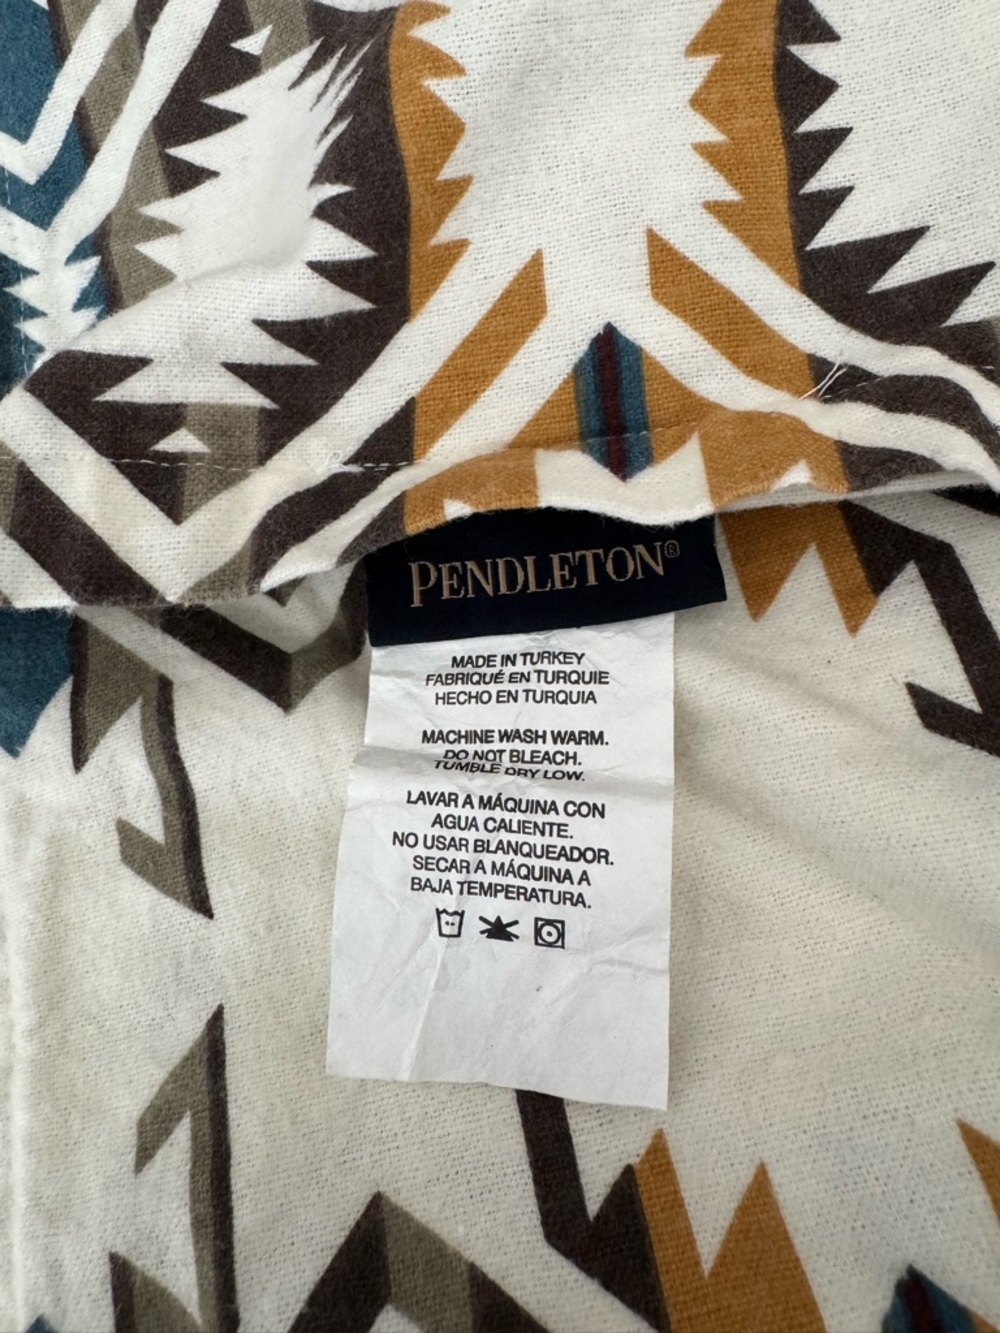 PENDLETON®
MADE IN TURKEY
FABRIQUÉ EN TURQUIE
HECHO EN TURQUIA
MACHINE WASH WARM.
DO NOT BLEACH.
TUMBLE DRY LOW.
LAVAR A MÁQUINA CON
AGUA CALIENTE.
NO USAR BLANQUEADOR.
SECAR A MÁQUINA A
BAJA TEMPERATURA.